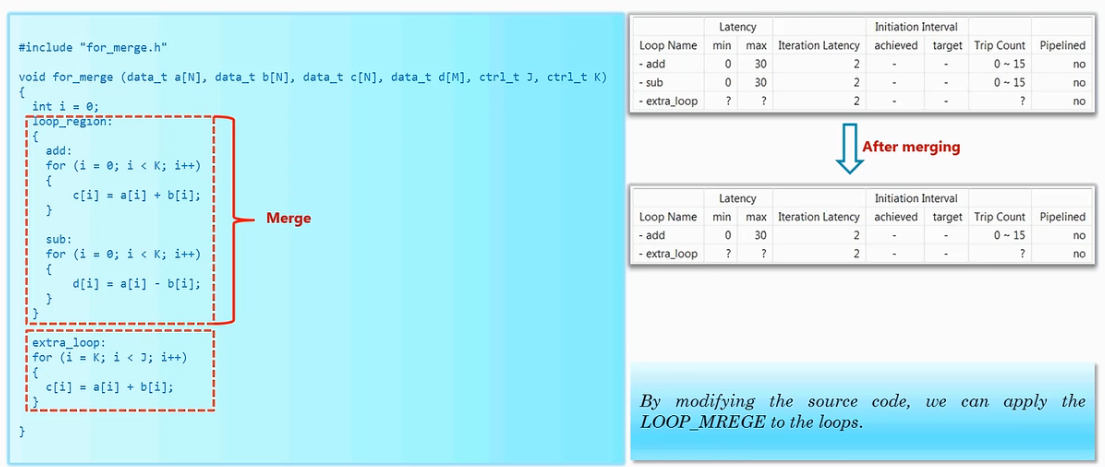 #include "for_merge.h"
void for_merge (data_t a[N], data_t b[N], data_t c[N], data_t d[M], ctrl_t J, ctrl_t K)
{
int i = 0;
loop_region:
{
add:
for (i = 0; i < K; i++)
{
c[i] = a[i] + b[i];
}
sub:
for (i = 0; i < K; i++)
{
d[i] = a[i] - b[i];
}
}
Merge
extra_loop:
for (i = K; i < J; i++)
{
c[i] = a[i] + b[i];
}
}
Latency Initiation Interval
Loop Name min max Iteration Latency achieved target Trip Count Pipelined
- add 0 30 2 - - 0 ~ 15 no
- sub 0 30 2 - - 0 ~ 15 no
- extra_loop ? ? 2 - - ? no
After merging
Latency Initiation Interval
Loop Name min max Iteration Latency achieved target Trip Count Pipelined
- add 0 30 2 - - 0 ~ 15 no
- extra_loop ? ? 2 - - ? no
By modifying the source code, we can apply the
LOOP_MREGE to the loops.